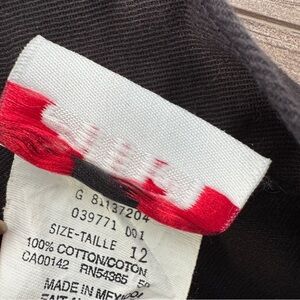 G 81137204
039771 001
SIZE-TAILLE 12
100% COTTON/COTON
CA00142 RN54365
MADE IN MEXICO